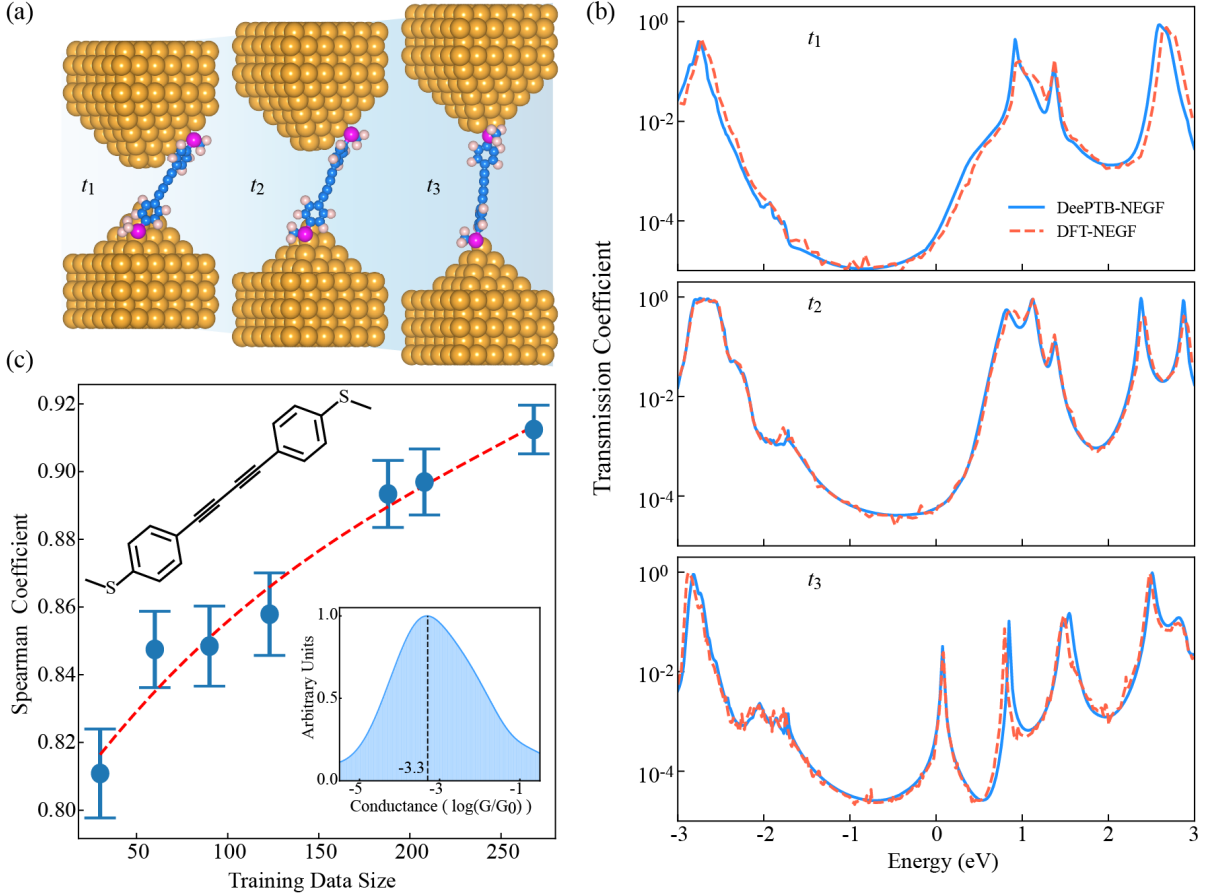 (a)
t1
t2
t3
(b)
t1
10^0
10^-2
10^-4
DeePTB-NEGF
DFT-NEGF
t2
10^0
10^-2
10^-4
t3
10^0
10^-2
10^-4
-3 -2 -1 0 1 2 3
Energy (eV)
Transmission Coefficient
(c)
0.92
0.90
0.88
0.86
0.84
0.82
0.80
Spearman Coefficient
S
S
1.0
0.5
0.0
Arbitrary Units
-3.3
-5 -3 -1
Conductance ( log(G/G0) )
50 100 150 200 250
Training Data Size